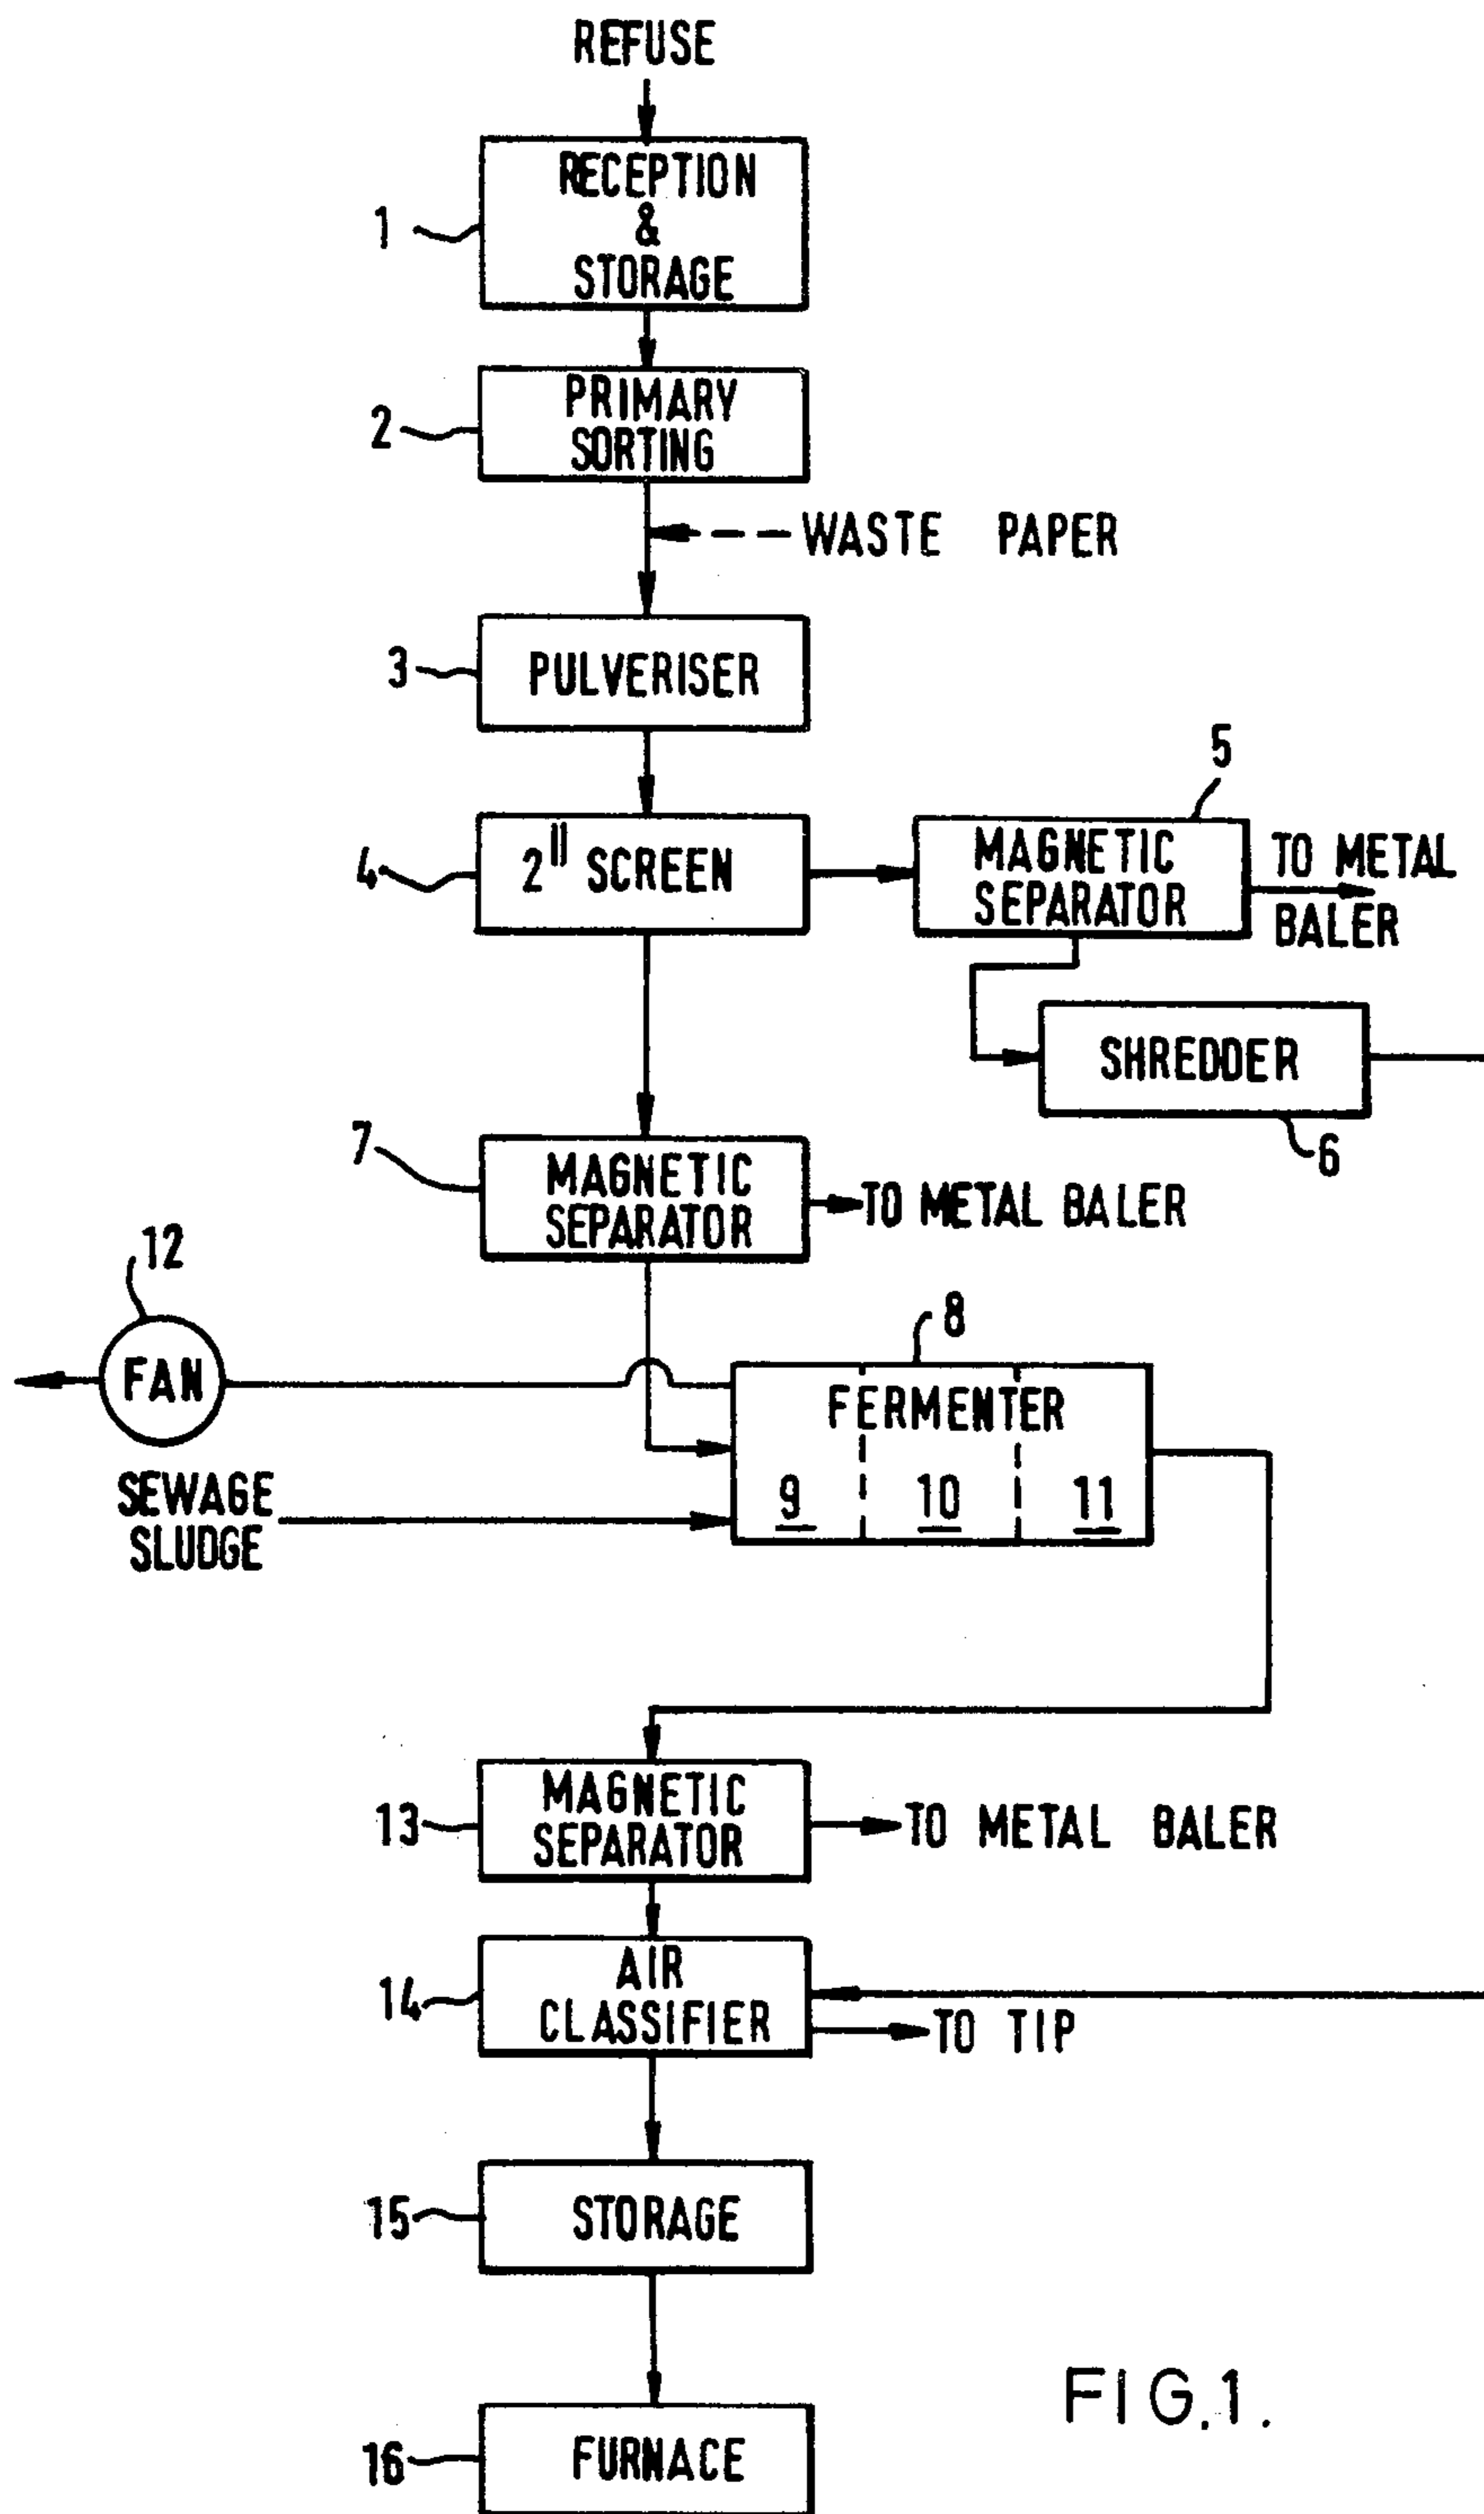 REFUSE
RECEPTION
&
STORAGE
1
PRIMARY
SORTING
2
WASTE PAPER
3
PULVERISER
5
4
2" SCREEN
MAGNETIC
SEPARATOR
TO METAL
BALER
SHREDDER
6
7
MAGNETIC
SEPARATOR
TO METAL BALER
12
FAN
8
FERMENTER
9 10 11
SEWAGE
SLUDGE
13
MAGNETIC
SEPARATOR
TO METAL BALER
14
AIR
CLASSIFIER
TO TIP
15
STORAGE
16
FURNACE
FIG.1.